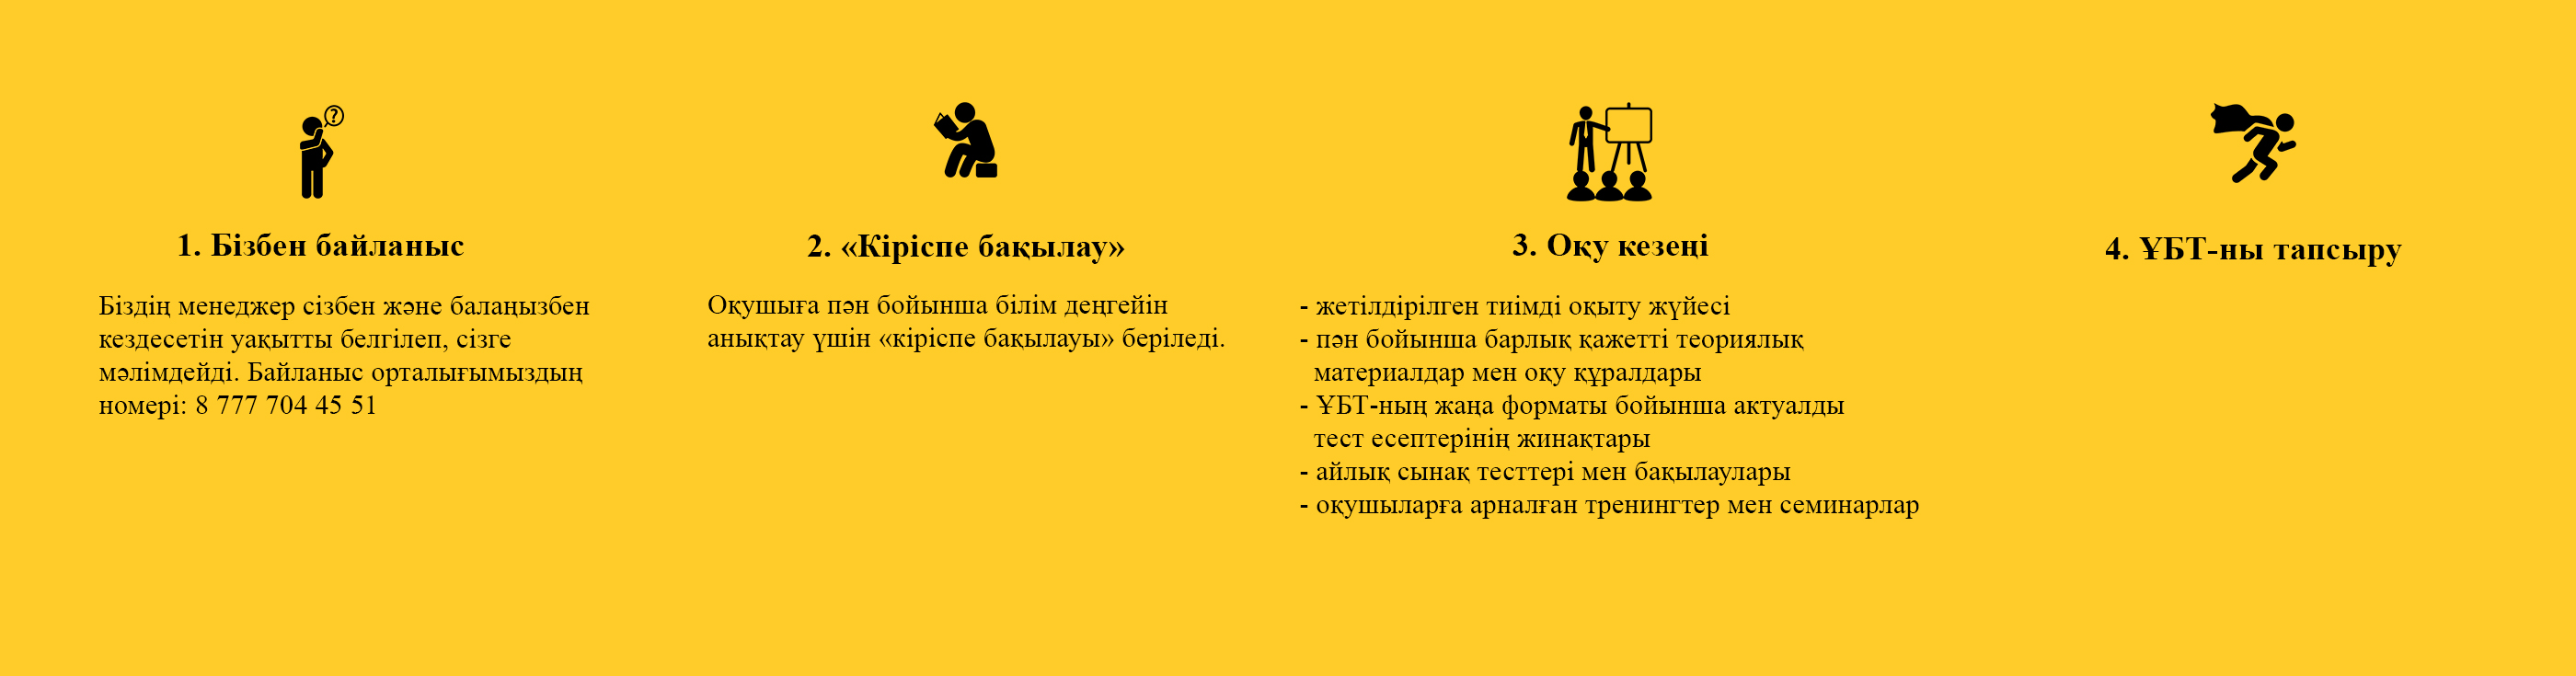 1. Бізбен байланыс
Біздің менеджер сізбен және балаңызбен
кездесетін уақытты белгілеп, сізге
мәлімдейді. Байланыс орталығымыздың
номері: 8 777 704 45 51
2. «Кіріспе бақылау»
Оқушыға пән бойынша білім деңгейін
анықтау үшін «кіріспе бақылауы» беріледі.
3. Оқу кезеңі
- жетілдірілген тиімді оқыту жүйесі
- пән бойынша барлық қажетті теориялық
материалдар мен оқу құралдары
- ҰБТ-ның жаңа форматы бойынша актуалды
тест есептерінің жинақтары
- айлық сынақ тесттері мен бақылаулары
- оқушыларға арналған тренингтер мен семинарлар
4. ҰБТ-ны тапсыру